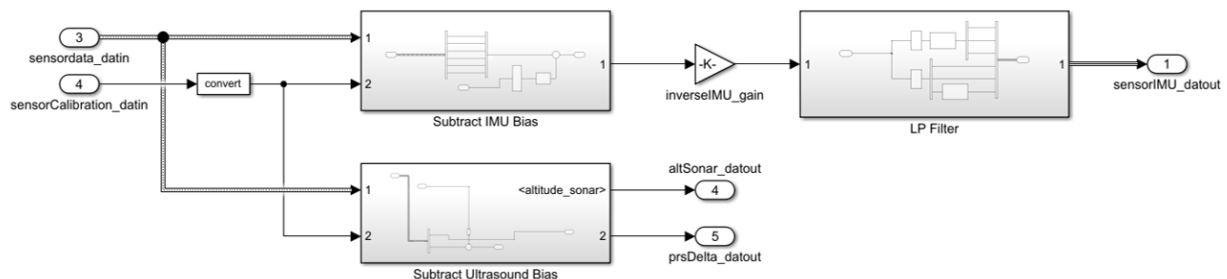 3
sensordata_datin
4
sensorCalibration_datin
convert
1
2
1
Subtract IMU Bias
-K-
inverseIMU_gain
1
1
LP Filter
1
sensorIMU_datout
1
2
<altitude_sonar>
2
Subtract Ultrasound Bias
altSonar_datout
4
5
prsDelta_datout